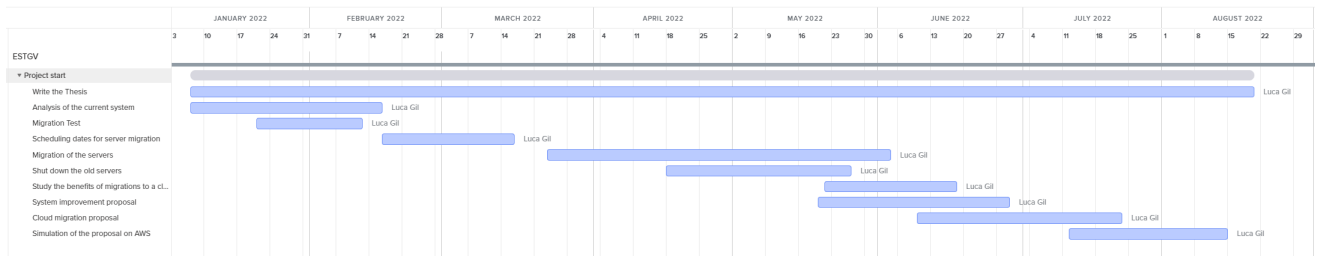 JANUARY 2022 FEBRUARY 2022 MARCH 2022 APRIL 2022 MAY 2022 JUNE 2022 JULY 2022 AUGUST 2022
3 10 17 24 31 7 14 21 28 7 14 21 28 4 11 18 25 2 9 16 23 30 6 13 20 27 4 11 18 25 1 8 15 22 29
ESTGV
Project start
Write the Thesis Luca Gil
Analysis of the current system Luca Gil
Migration Test Luca Gil
Scheduling dates for server migration Luca Gil
Migration of the servers Luca Gil
Shut down the old servers Luca Gil
Study the benefits of migrations to a cl... Luca Gil
System improvement proposal Luca Gil
Cloud migration proposal Luca Gil
Simulation of the proposal on AWS Luca Gil